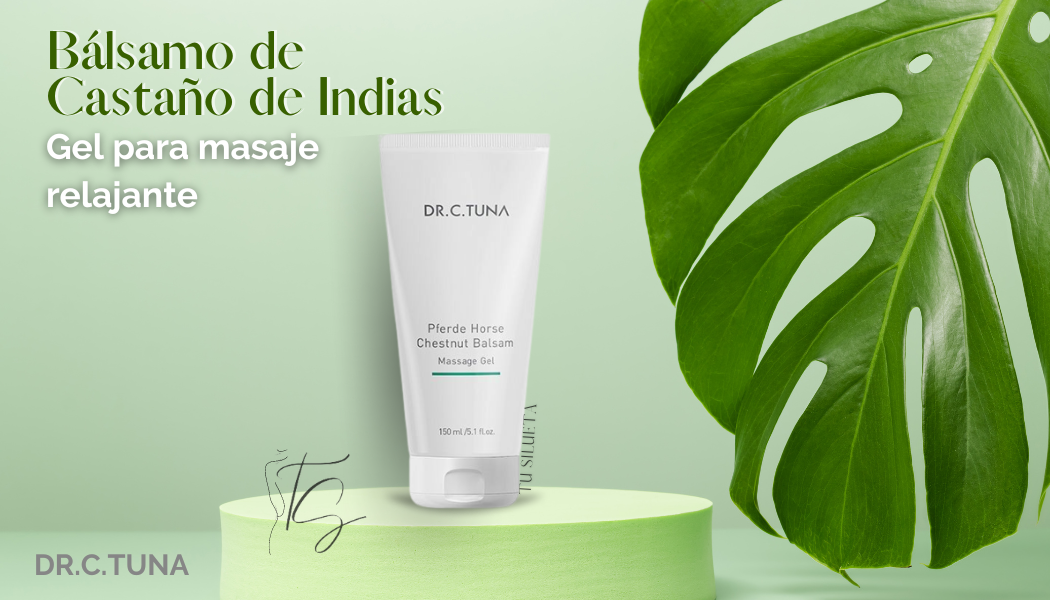 Bálsamo de
Castaño de Indias
Gel para masaje
relajante
DR.C.TUNA
Pferde Horse
Chestnut Balsam
Massage Gel
150 ml /5.1 fl.oz.
TU SILUETA
TS
DR.C.TUNA